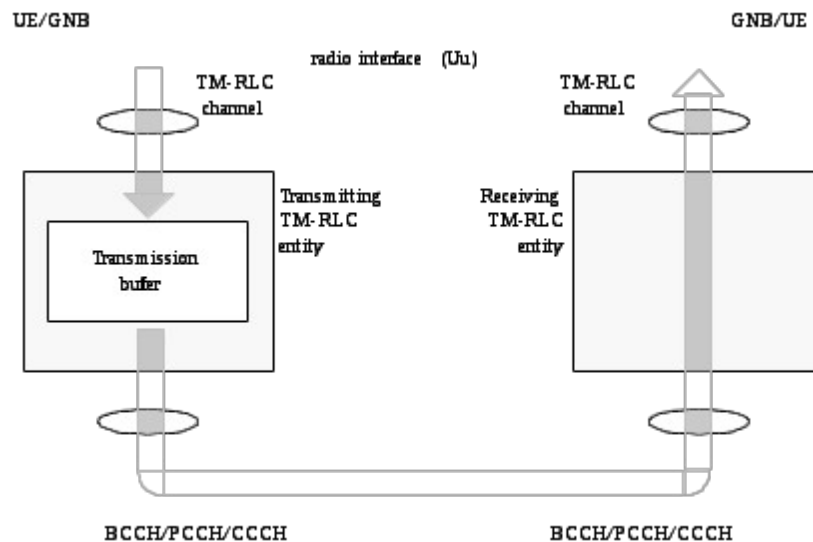 UE/GNB
GNB/UE
radio interface (Uu)
TM-RLC
channel
TM-RLC
channel
Transmitting
TM-RLC
entity
Receiving
TM-RLC
entity
Transmission
bufer
BCCH/PCCH/CCCH
BCCH/PCCH/CCCH